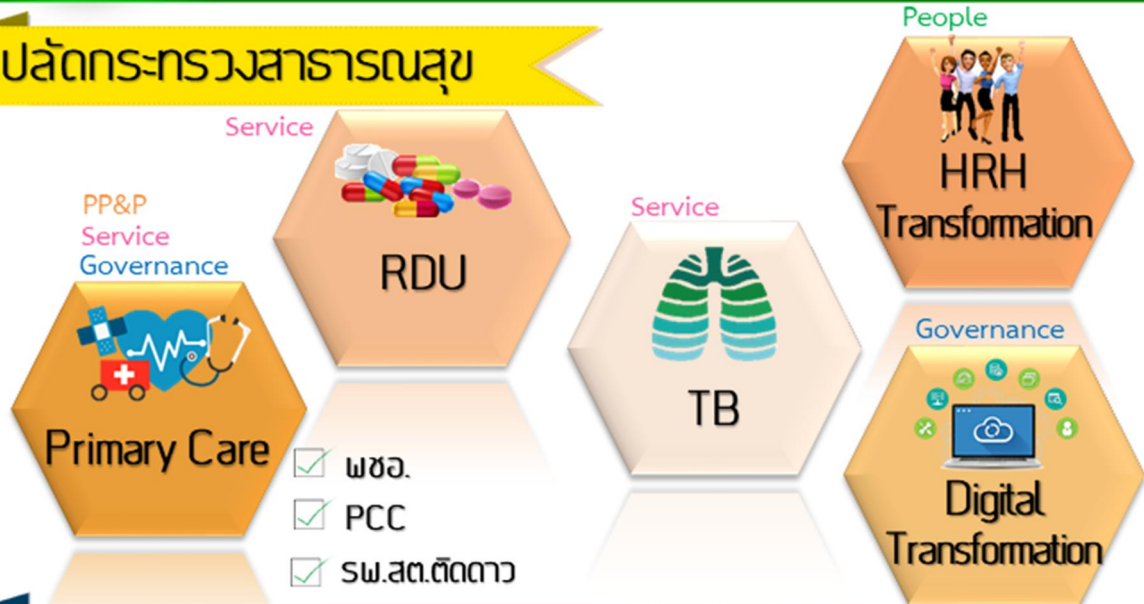 ปลัดกระทรวงสาธารณสุข
People
HRH
Transformation
Service
RDU
PP&P
Service
Governance
Primary Care
พชอ.
PCC
รพ.สต.ติดดาว
Service
TB
Governance
Digital
Transformation